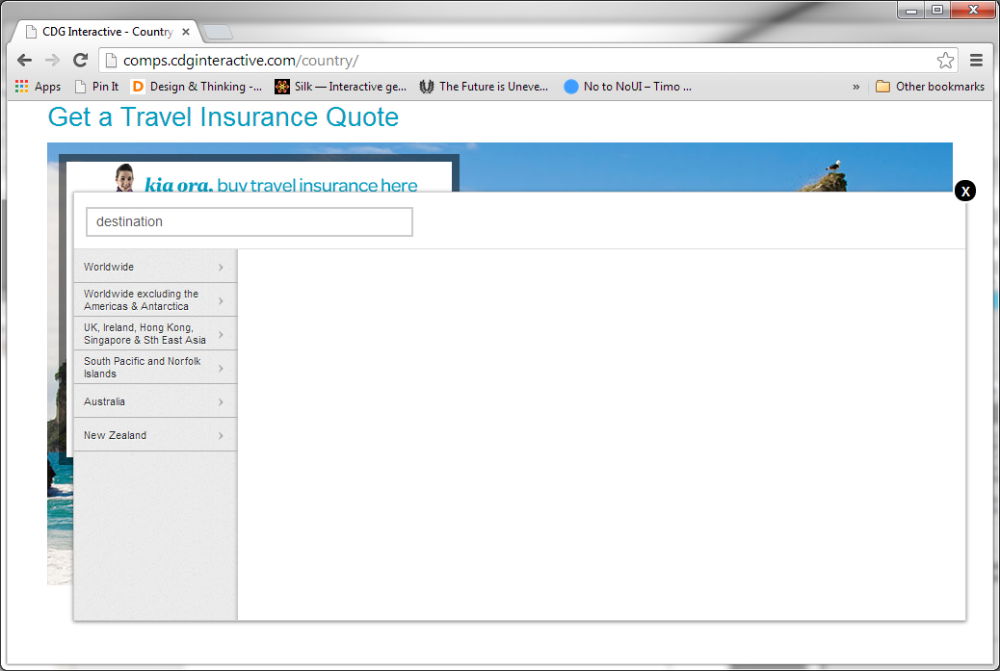 CDG Interactive - Country
comps.cdginteractive.com/country/
Apps
Pin It
Design & Thinking -...
Silk — Interactive ge...
The Future is Uneve...
No to NoUI – Timo ...
»
Other bookmarks
Get a Travel Insurance Quote
kia ora, buy travel insurance here
X
destination
Worldwide
Worldwide excluding the
Americas & Antarctica
UK, Ireland, Hong Kong,
Singapore & Sth East Asia
South Pacific and Norfolk
Islands
Australia
New Zealand